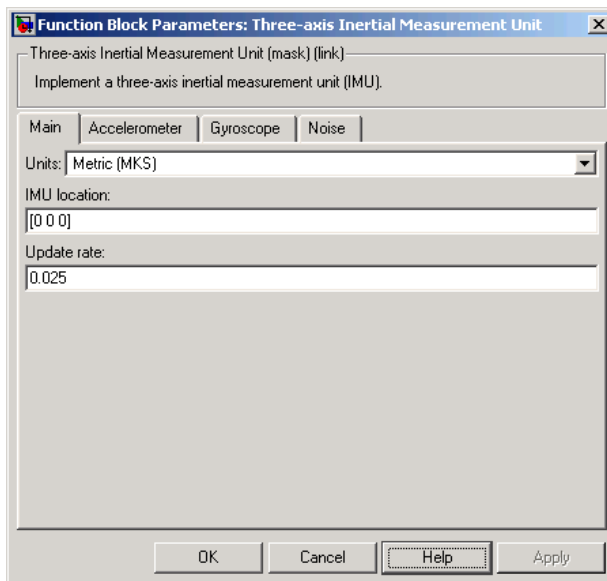 Function Block Parameters: Three-axis Inertial Measurement Unit
Three-axis Inertial Measurement Unit (mask) (link)
Implement a three-axis inertial measurement unit (IMU).
Main Accelerometer Gyroscope Noise
Units: Metric (MKS)
IMU location:
[0 0 0]
Update rate:
0.025
OK Cancel Help Apply